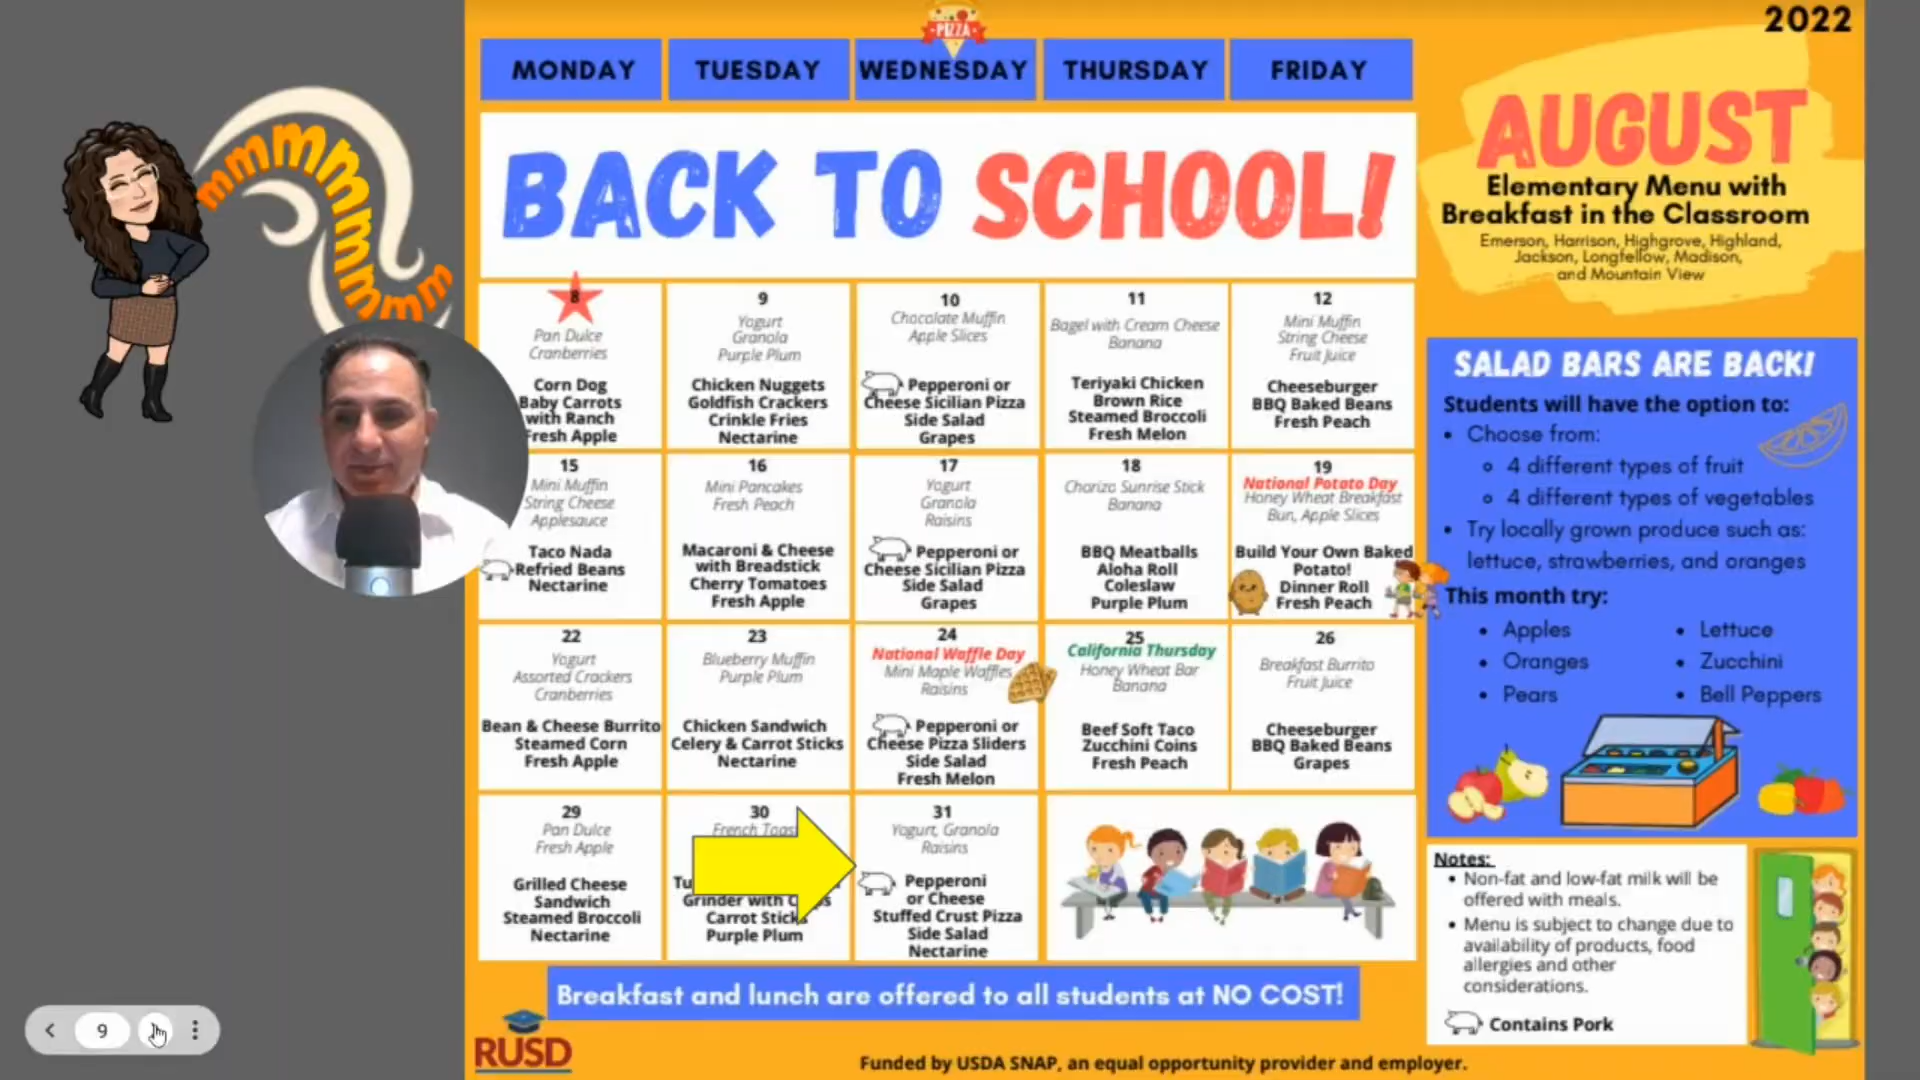 2022
PIZZA
MONDAY
TUESDAY
WEDNESDAY
THURSDAY
FRIDAY
BACK TO SCHOOL!
AUGUST
Elementary Menu with
Breakfast in the Classroom
Emerson, Harrison, Highgrove, Highland,
Jackson, Longfellow, Madison,
and Mountain View
mmmmmmmmmmm
8
Pan Dulce
Cranberries
Corn Dog
Baby Carrots
with Ranch
Fresh Apple
9
Yogurt
Granola
Purple Plum
Chicken Nuggets
Goldfish Crackers
Crinkle Fries
Nectarine
10
Chocolate Muffin
Apple Slices
Pepperoni or
Cheese Sicilian Pizza
Side Salad
Grapes
11
Bagel with Cream Cheese
Banana
Teriyaki Chicken
Brown Rice
Steamed Broccoli
Fresh Melon
12
Mini Muffin
String Cheese
Fruit Juice
Cheeseburger
BBQ Baked Beans
Fresh Peach
15
Mini Muffin
String Cheese
Applesauce
Taco Nada
Refried Beans
Nectarine
16
Mini Pancakes
Fresh Peach
Macaroni & Cheese
with Breadstick
Cherry Tomatoes
Fresh Apple
17
Yogurt
Granola
Raisins
Pepperoni or
Cheese Sicilian Pizza
Side Salad
Grapes
18
Chorizo Sunrise Stick
Banana
BBQ Meatballs
Aloha Roll
Coleslaw
Purple Plum
19
National Potato Day
Honey Wheat Breakfast
Bun, Apple Slices
Build Your Own Baked
Potato!
Dinner Roll
Fresh Peach
22
Yogurt
Assorted Crackers
Cranberries
Bean & Cheese Burrito
Steamed Corn
Fresh Apple
23
Blueberry Muffin
Purple Plum
Chicken Sandwich
Celery & Carrot Sticks
Nectarine
24
National Waffle Day
Mini Maple Waffles
Raisins
Pepperoni or
Cheese Pizza Sliders
Side Salad
Fresh Melon
25
California Thursday
Honey Wheat Bar
Banana
Beef Soft Taco
Zucchini Coins
Fresh Peach
26
Breakfast Burrito
Fruit Juice
Cheeseburger
BBQ Baked Beans
Grapes
29
Pan Dulce
Fresh Apple
Grilled Cheese
Sandwich
Steamed Broccoli
Nectarine
30
French
Grinder with
Carrot Sticks
Purple Plum
31
Yogurt, Granola
Raisins
Pepperoni
or Cheese
Stuffed Crust Pizza
Side Salad
Nectarine
SALAD BARS ARE BACK!
Students will have the option to:
• Choose from:
◦ 4 different types of fruit
◦ 4 different types of vegetables
• Try locally grown produce such as:
lettuce, strawberries, and oranges
This month try:
• Apples
• Oranges
• Pears
• Lettuce
• Zucchini
• Bell Peppers
Notes:
• Non-fat and low-fat milk will be
offered with meals.
• Menu is subject to change due to
availability of products, food
allergies and other
considerations.
Contains Pork
Breakfast and lunch are offered to all students at NO COST!
RUSD
Funded by USDA SNAP, an equal opportunity provider and employer.
9